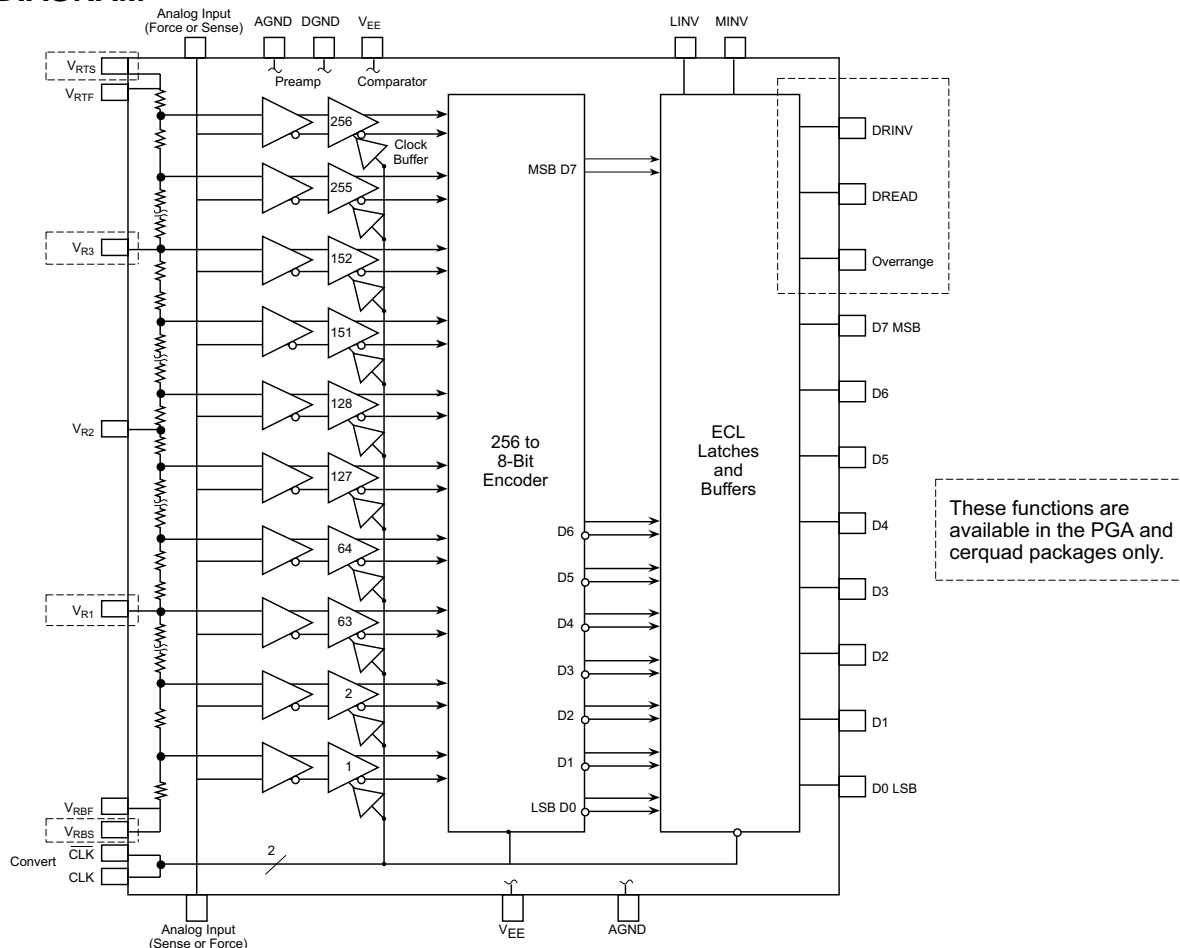 Analog Input
(Force or Sense)
AGND
DGND
VEE
LINV
MINV
VRTS
VRTF
Preamp
Comparator
256
Clock
Buffer
255
VR3
152
151
128
VR2
127
64
VR1
63
2
1
VRBF
VRBS
Convert
CLK
CLK
2
256 to
8-Bit
Encoder
MSB D7
D6
D5
D4
D3
D2
D1
LSB D0
ECL
Latches
and
Buffers
DRINV
DREAD
Overrange
D7 MSB
D6
D5
D4
D3
D2
D1
D0 LSB
These functions are
available in the PGA and
cerquad packages only.
Analog Input
(Sense or Force)
VEE
AGND